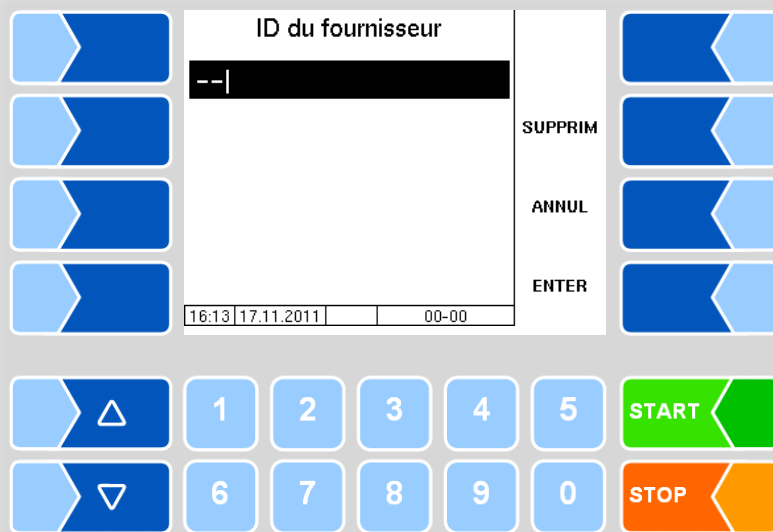 ID du fournisseur
--|
SUPPRIM
ANNUL
ENTER
16:13 17.11.2011 00-00
1 2 3 4 5 START
6 7 8 9 0 STOP